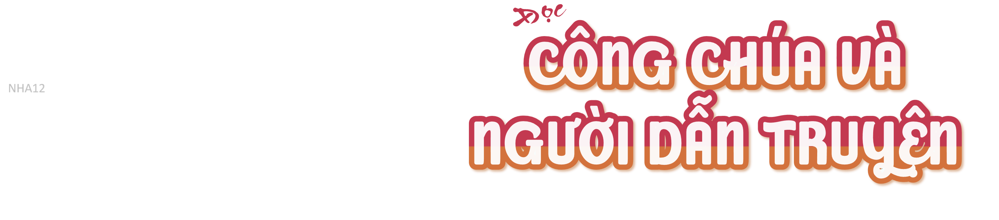 Đọc
CÔNG CHÚA VÀ
NHA12
NGƯỜI DẪN TRUYỆN